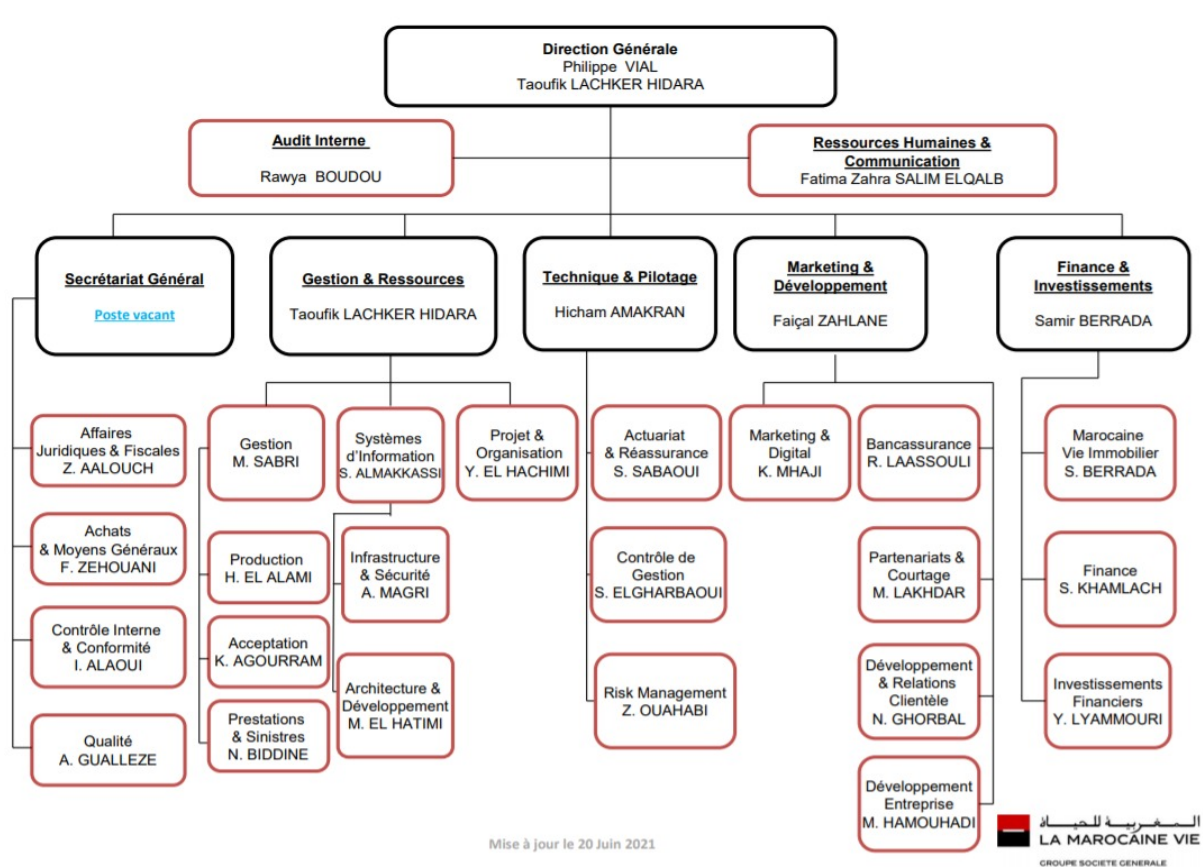 Direction Générale
Philippe VIAL
Taoufik LACHKER HIDARA
Audit Interne
Rawya BOUDOU
Ressources Humaines &
Communication
Fatima Zahra SALIM ELQALB
Secrétariat Général
Poste vacant
Gestion & Ressources
Taoufik LACHKER HIDARA
Technique & Pilotage
Hicham AMAKRAN
Marketing &
Développement
Faiçal ZAHLANE
Finance &
Investissements
Samir BERRADA
Affaires
Juridiques & Fiscales
Z. AALOUCH
Achats
& Moyens Généraux
F. ZEHOUANI
Contrôle Interne
& Conformité
I. ALAOUI
Qualité
A. GUALLEZE
Gestion
M. SABRI
Production
H. EL ALAMI
Acceptation
K. AGOURRAM
Prestations
& Sinistres
N. BIDDINE
Systèmes
d'Information
S. ALMAKKASSI
Infrastructure
& Sécurité
A. MAGRI
Architecture &
Développement
M. EL HATIMI
Projet &
Organisation
Y. EL HACHIMI
Actuariat
& Réassurance
S. SABAOUI
Contrôle de
Gestion
S. ELGHARBAOUI
Risk Management
Z. OUAHABI
Marketing &
Digital
K. MHAJI
Bancassurance
R. LAASSOULI
Partenariats &
Courtage
M. LAKHDAR
Développement
& Relations
Clientèle
N. GHORBAL
Développement
Entreprise
M. HAMOUHADI
Marocaine
Vie Immobilier
S. BERRADA
Finance
S. KHAMLACH
Investissements
Financiers
Y. LYAMMOURI
Mise à jour le 20 Juin 2021
المغربية للحياة
LA MAROCAINE VIE
GROUPE SOCIETE GENERALE